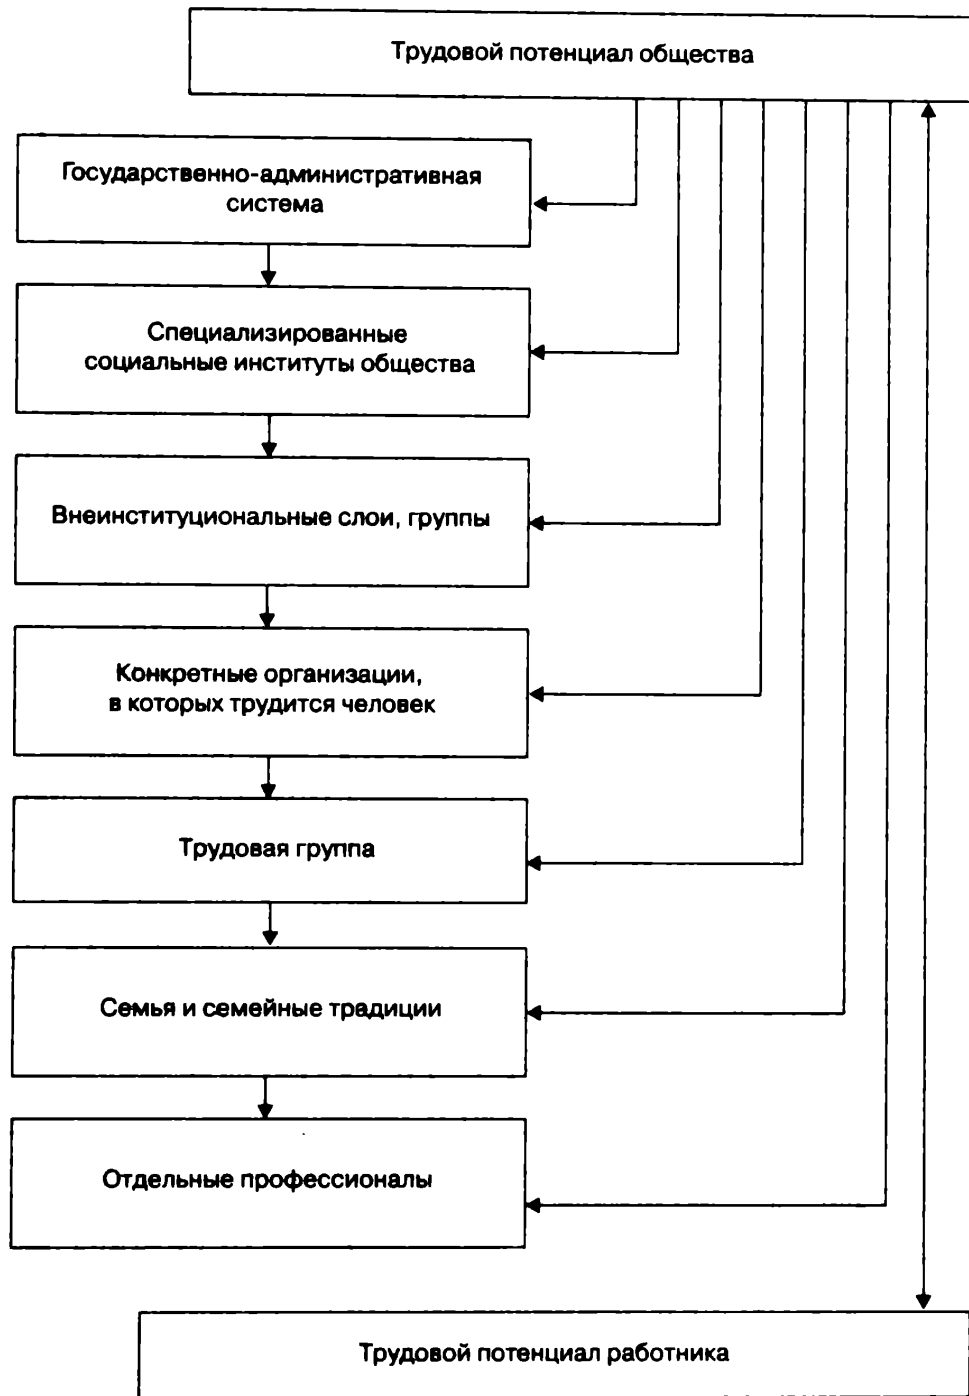 Трудовой потенциал общества
Государственно-административная
система
Специализированные
социальные институты общества
Внеинституциональные слои, группы
Конкретные организации,
в которых трудится человек
Трудовая группа
Семья и семейные традиции
Отдельные профессионалы
Трудовой потенциал работника